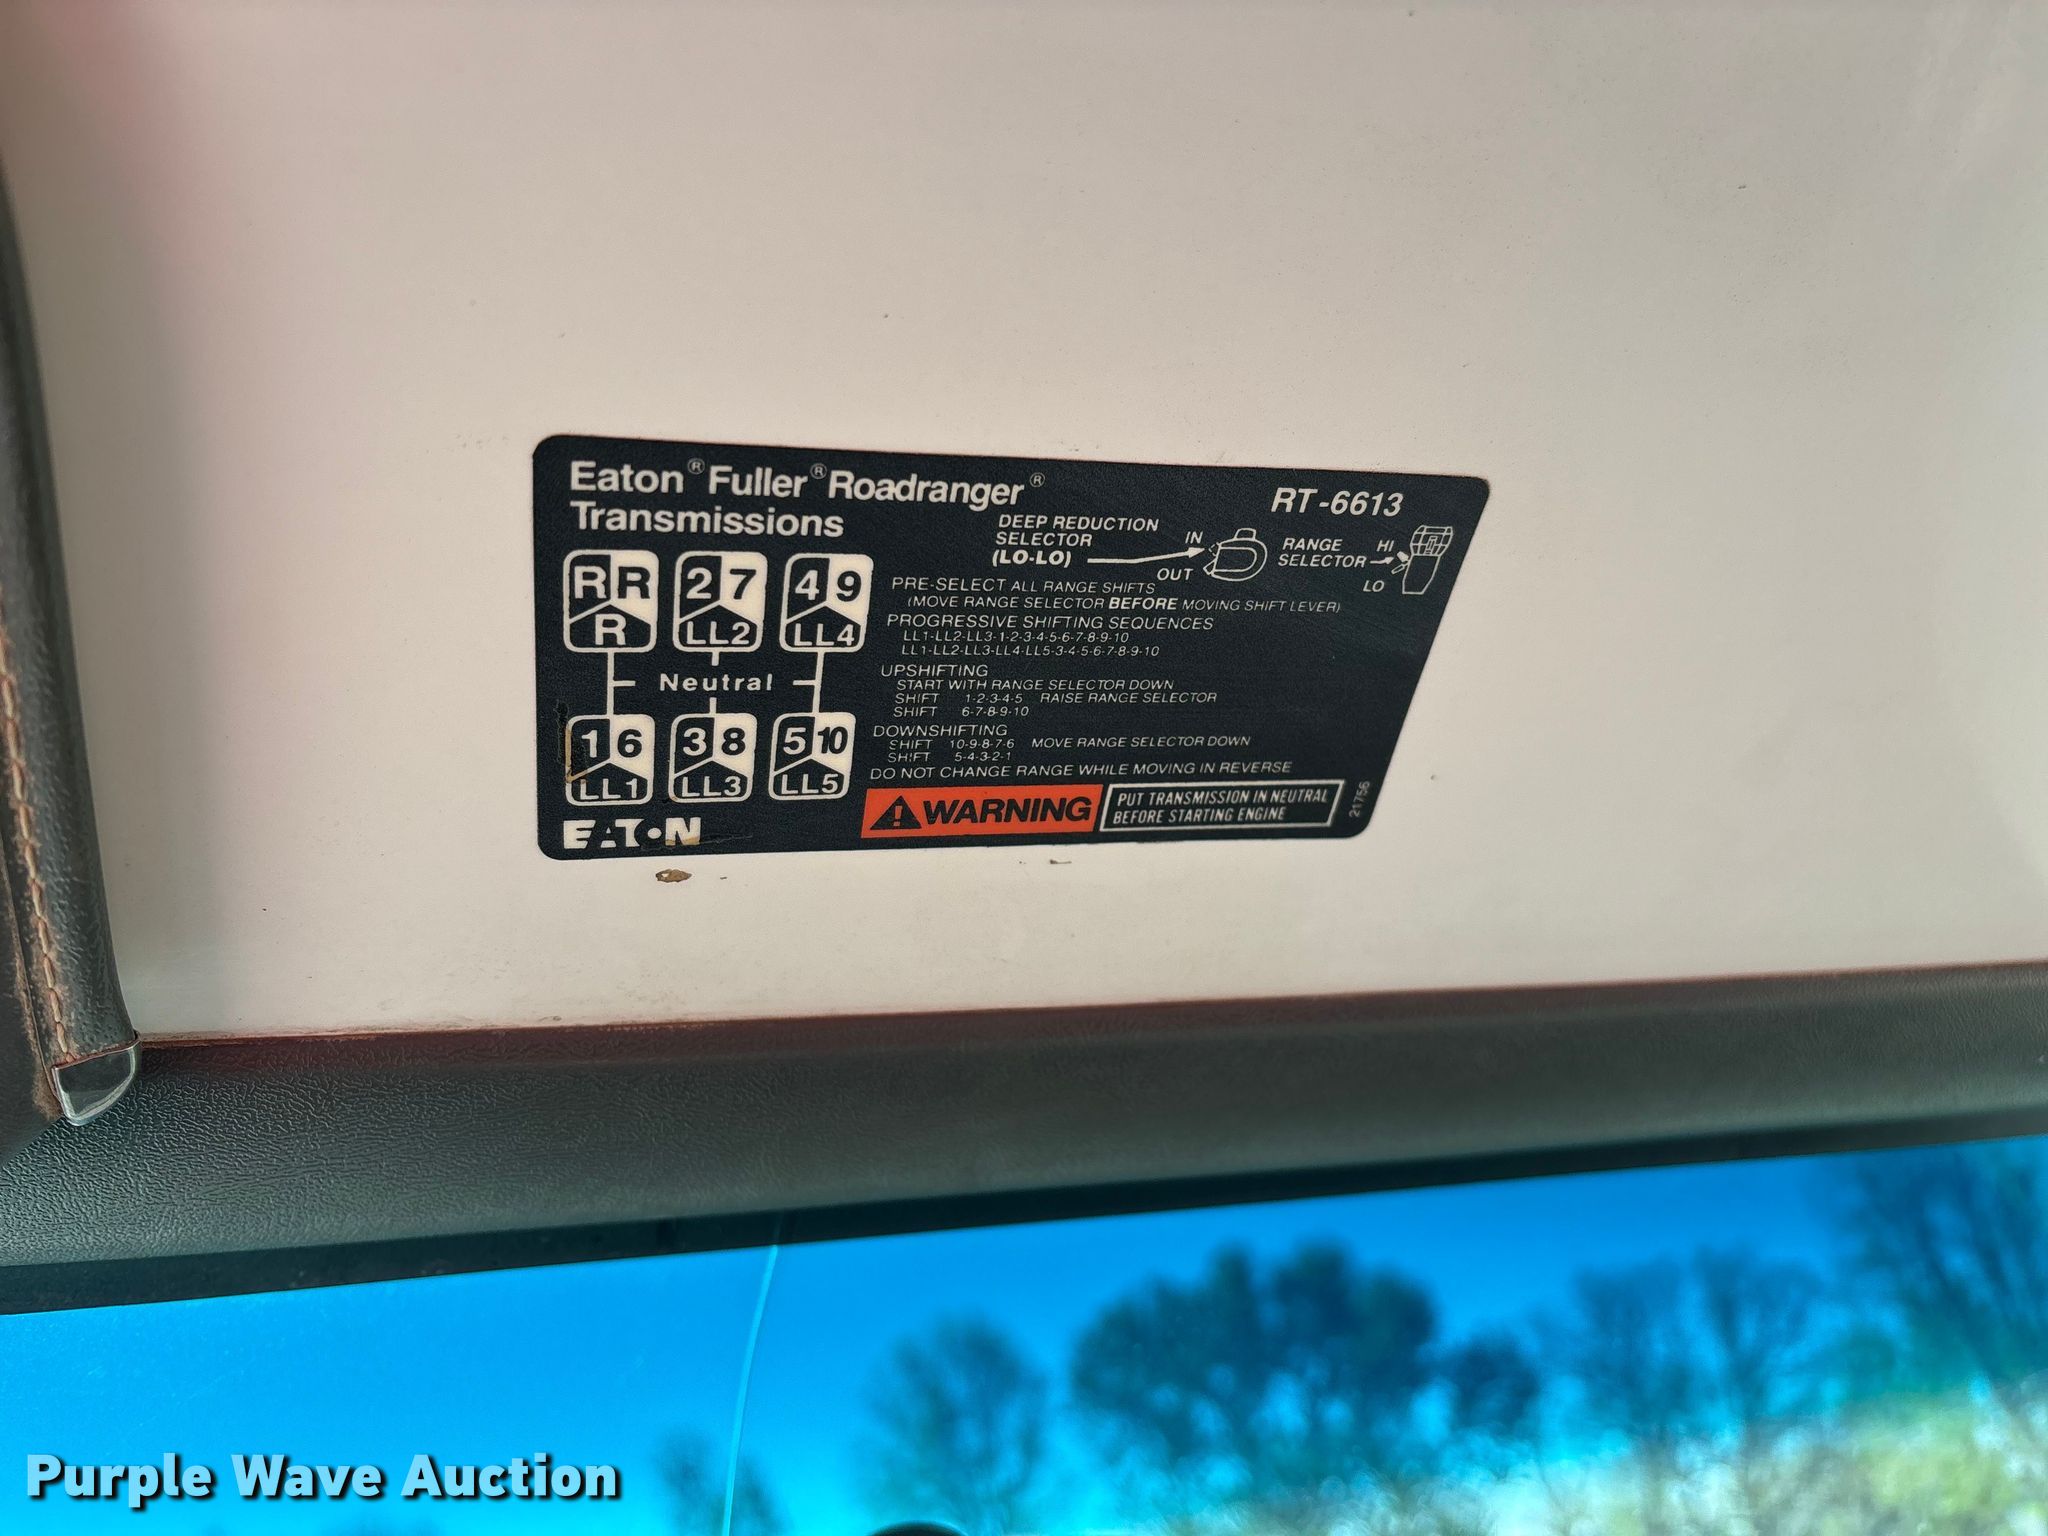 Eaton® Fuller® Roadranger®
Transmissions
RT-6613
DEEP REDUCTION
SELECTOR
(LO-LO)
IN
OUT
RANGE
SELECTOR
HI
LO
R R
R
2 7
LL2
4 9
LL4
Neutral
1 6
LL1
3 8
LL3
5 10
LL5
EATON
PRE-SELECT ALL RANGE SHIFTS
(MOVE RANGE SELECTOR BEFORE MOVING SHIFT LEVER)
PROGRESSIVE SHIFTING SEQUENCES
LL1-LL2-LL3-1-2-3-4-5-6-7-8-9-10
LL1-LL2-LL3-LL4-LL5-3-4-5-6-7-8-9-10
UPSHIFTING
START WITH RANGE SELECTOR DOWN
SHIFT 1-2-3-4-5 RAISE RANGE SELECTOR
SHIFT 6-7-8-9-10
DOWNSHIFTING
SHIFT 10-9-8-7-6 MOVE RANGE SELECTOR DOWN
SHIFT 5-4-3-2-1
DO NOT CHANGE RANGE WHILE MOVING IN REVERSE
WARNING
PUT TRANSMISSION IN NEUTRAL
BEFORE STARTING ENGINE
21756
Purple Wave Auction